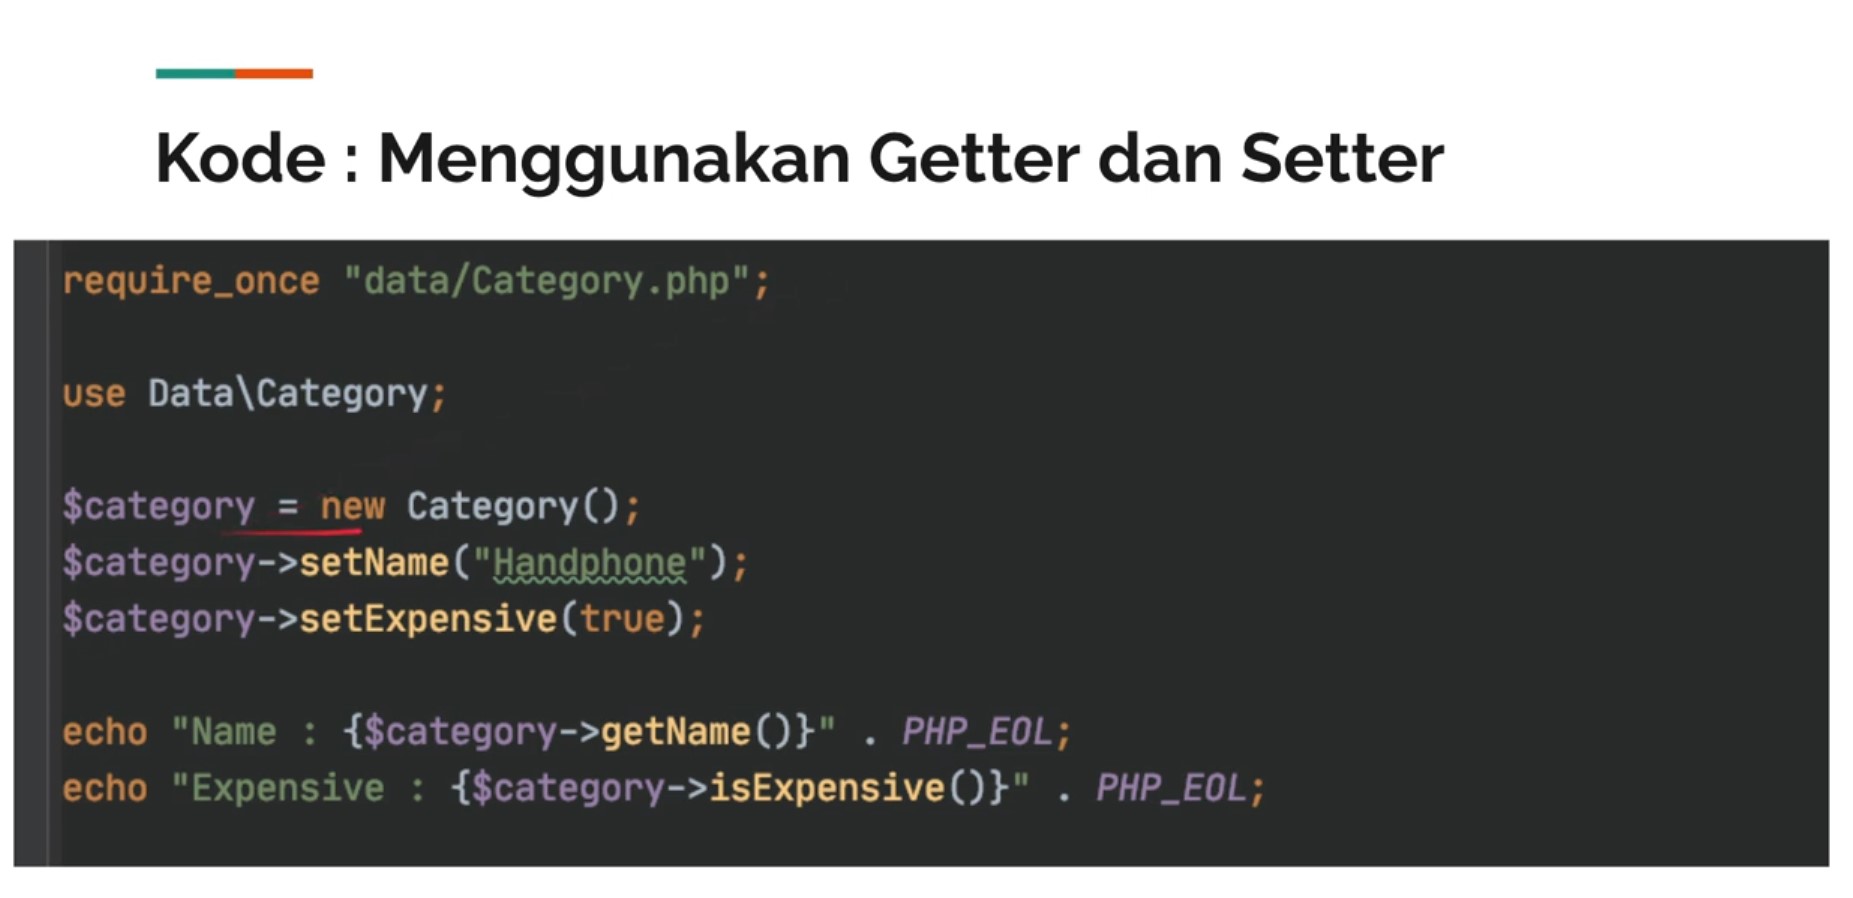 Kode : Menggunakan Getter dan Setter
require_once "data/Category.php";
use Data\Category;
$category = new Category();
$category->setName("Handphone");
$category->setExpensive(true);
echo "Name : {$category->getName()}" . PHP_EOL;
echo "Expensive : {$category->isExpensive()}" . PHP_EOL;